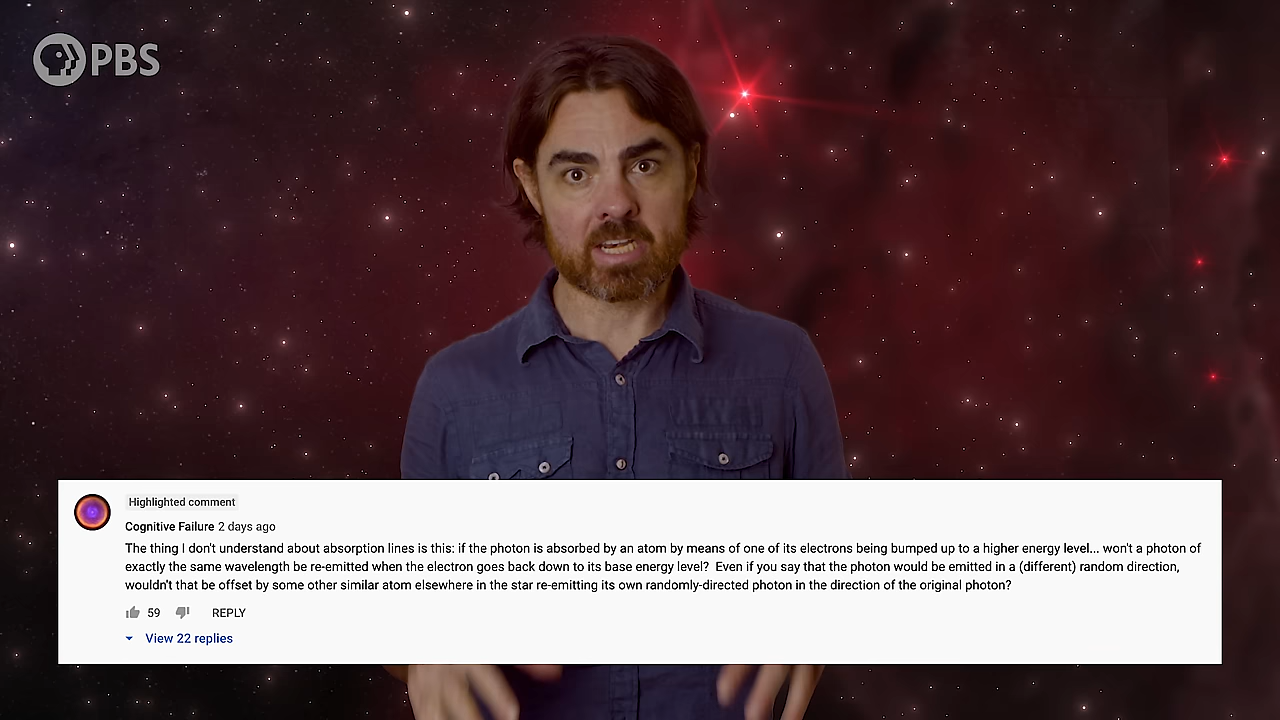 PBS
Highlighted comment
Cognitive Failure 2 days ago
The thing I don't understand about absorption lines is this: if the photon is absorbed by an atom by means of one of its electrons being bumped up to a higher energy level... won't a photon of
exactly the same wavelength be re-emitted when the electron goes back down to its base energy level?  Even if you say that the photon would be emitted in a (different) random direction,
wouldn't that be offset by some other similar atom elsewhere in the star re-emitting its own randomly-directed photon in the direction of the original photon?
59 REPLY
View 22 replies